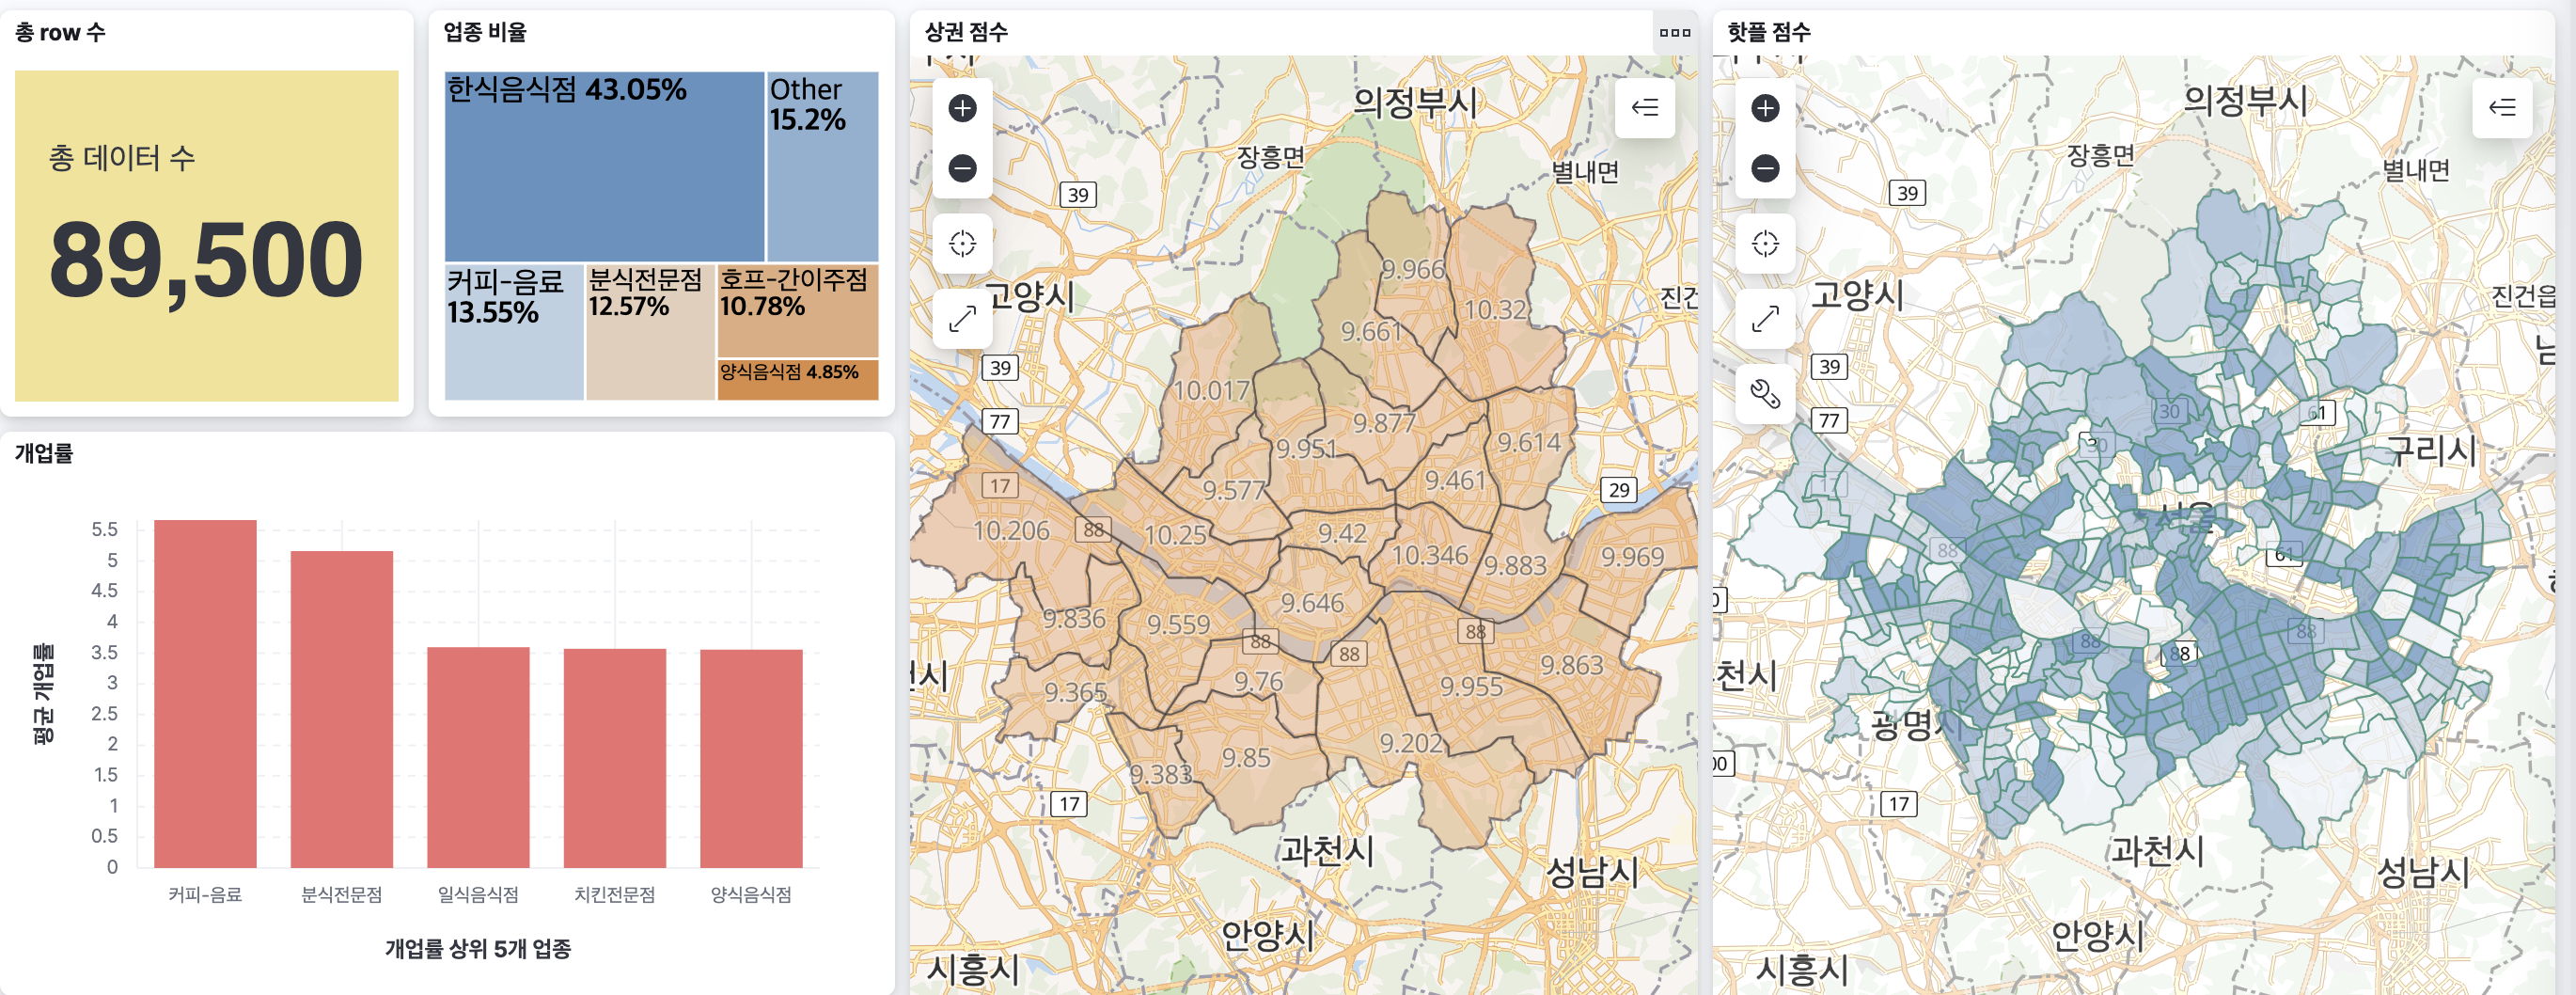 총 row 수
총 데이터 수
89,500
업종 비율
한식음식점 43.05%
Other
15.2%
커피-음료
13.55%
분식전문점
12.57%
호프-간이주점
10.78%
양식음식점 4.85%
개업률
평균 개업률
5.5
5
4.5
4
3.5
3
2.5
2
1.5
1
0.5
0
커피-음료
분식전문점
일식음식점
치킨전문점
양식음식점
개업률 상위 5개 업종
상권 점수
의정부시
장흥면
별내면
39
9.966
고양시
진건
10.32
9.661
39
10.017
77
9.877
9.951
9.614
9.461
17
9.577
29
10.206
88
10.25
9.42
10.346
9.883
9.969
9.836
9.559
9.646
88
88
88
9.863
9.365
9.76
9.955
9.202
9.85
9.383
17
과천시
성남시
안양시
시흥시
핫플 점수
의정부시
장흥면
별내면
39
고양시
진건읍
남
39
77
30
61
30
구리시
17
서울
88
61
88
88
88
천시
광명시
17
과천시
성남시
안양시
시흥시